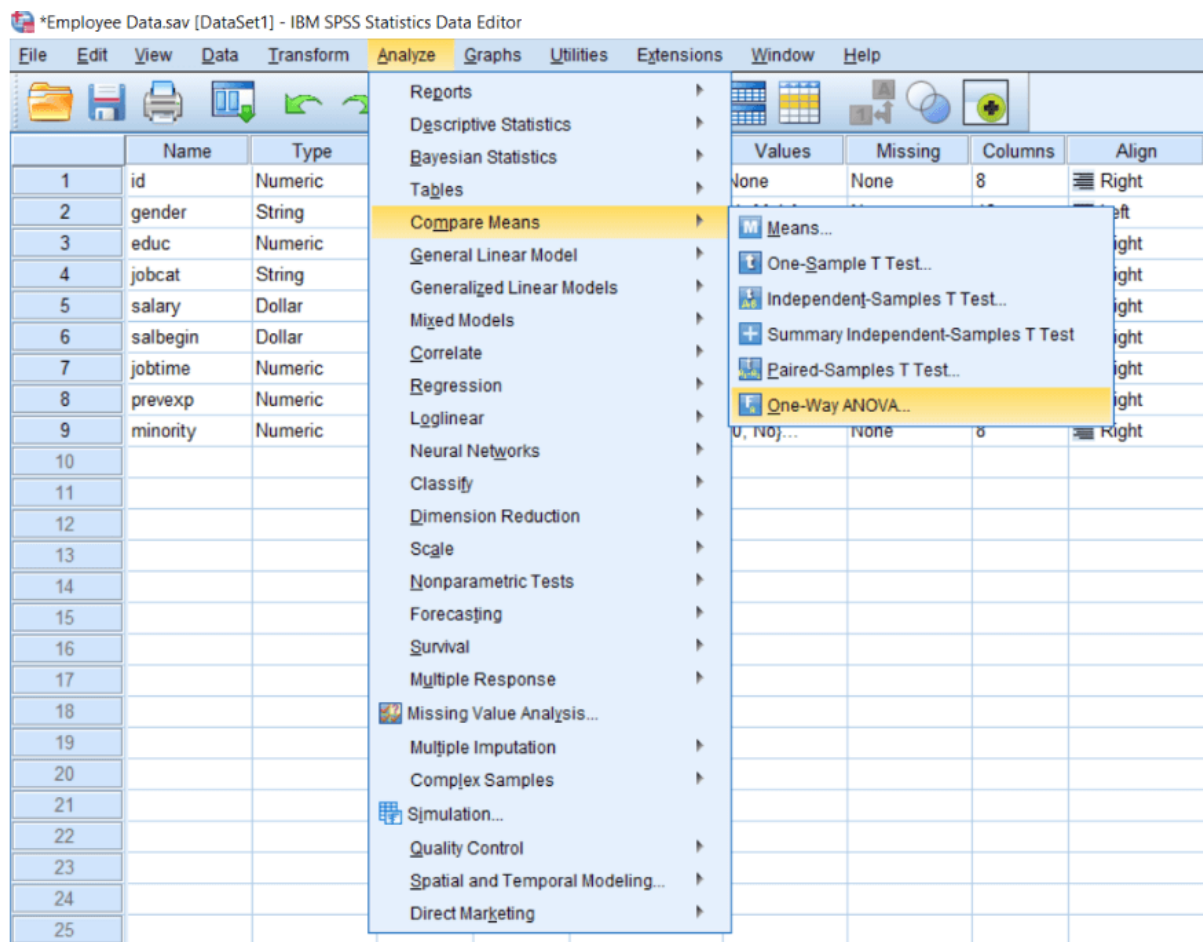 *Employee Data.sav [DataSet1] - IBM SPSS Statistics Data Editor
File Edit View Data Transform Analyze Graphs Utilities Extensions Window Help
Name Type Values Missing Columns Align
1 id Numeric None None 8 Right
2 gender String
3 educ Numeric
4 jobcat String
5 salary Dollar
6 salbegin Dollar
7 jobtime Numeric
8 prevexp Numeric
9 minority Numeric 0, No}... None 8 Right
10
11
12
13
14
15
16
17
18
19
20
21
22
23
24
25
Reports
Descriptive Statistics
Bayesian Statistics
Tables
Compare Means
General Linear Model
Generalized Linear Models
Mixed Models
Correlate
Regression
Loglinear
Neural Networks
Classify
Dimension Reduction
Scale
Nonparametric Tests
Forecasting
Survival
Multiple Response
Missing Value Analysis...
Multiple Imputation
Complex Samples
Simulation...
Quality Control
Spatial and Temporal Modeling...
Direct Marketing
Means...
One-Sample T Test...
Independent-Samples T Test...
Summary Independent-Samples T Test
Paired-Samples T Test...
One-Way ANOVA...